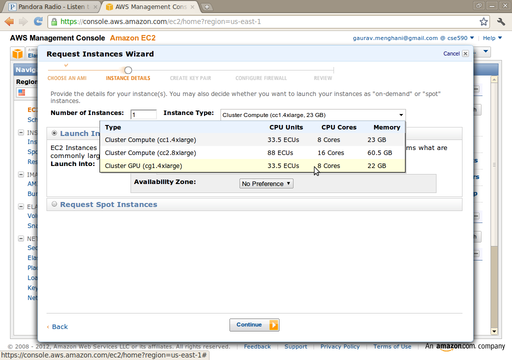 Pandora Radio - Listen t
AWS Management Console
https://console.aws.amazon.com/ec2/home?region=us-east-1
AWS Management Console Amazon EC2
gaurav.menghani@gmail.com @ cse590 Help
Request Instances Wizard
Cancel
CHOOSE AN AMI INSTANCE DETAILS CREATE KEY PAIR CONFIGURE FIREWALL REVIEW
Provide the details for your instance(s). You may also decide whether you want to launch your instances as "on-demand" or "spot"
instances.
Number of Instances: 1 Instance Type: Cluster Compute (cc1.4xlarge, 23 GB)
Type CPU Units CPU Cores Memory
Cluster Compute (cc1.4xlarge) 33.5 ECUs 8 Cores 23 GB
Cluster Compute (cc2.8xlarge) 88 ECUs 16 Cores 60.5 GB
Cluster GPU (cg1.4xlarge) 33.5 ECUs 8 Cores 22 GB
Launch In
EC2 Instances
ms what are
commonly larg
Launch into:
Availability Zone: No Preference
Request Spot Instances
Back
Continue
Navig
Region
© 2008 - 2012, Amazon Web Services LLC or its affiliates. All rights reserved. Feedback Support Privacy Policy Terms of Use An amazon.com company
https://console.aws.amazon.com/ec2/home?region=us-east-1#